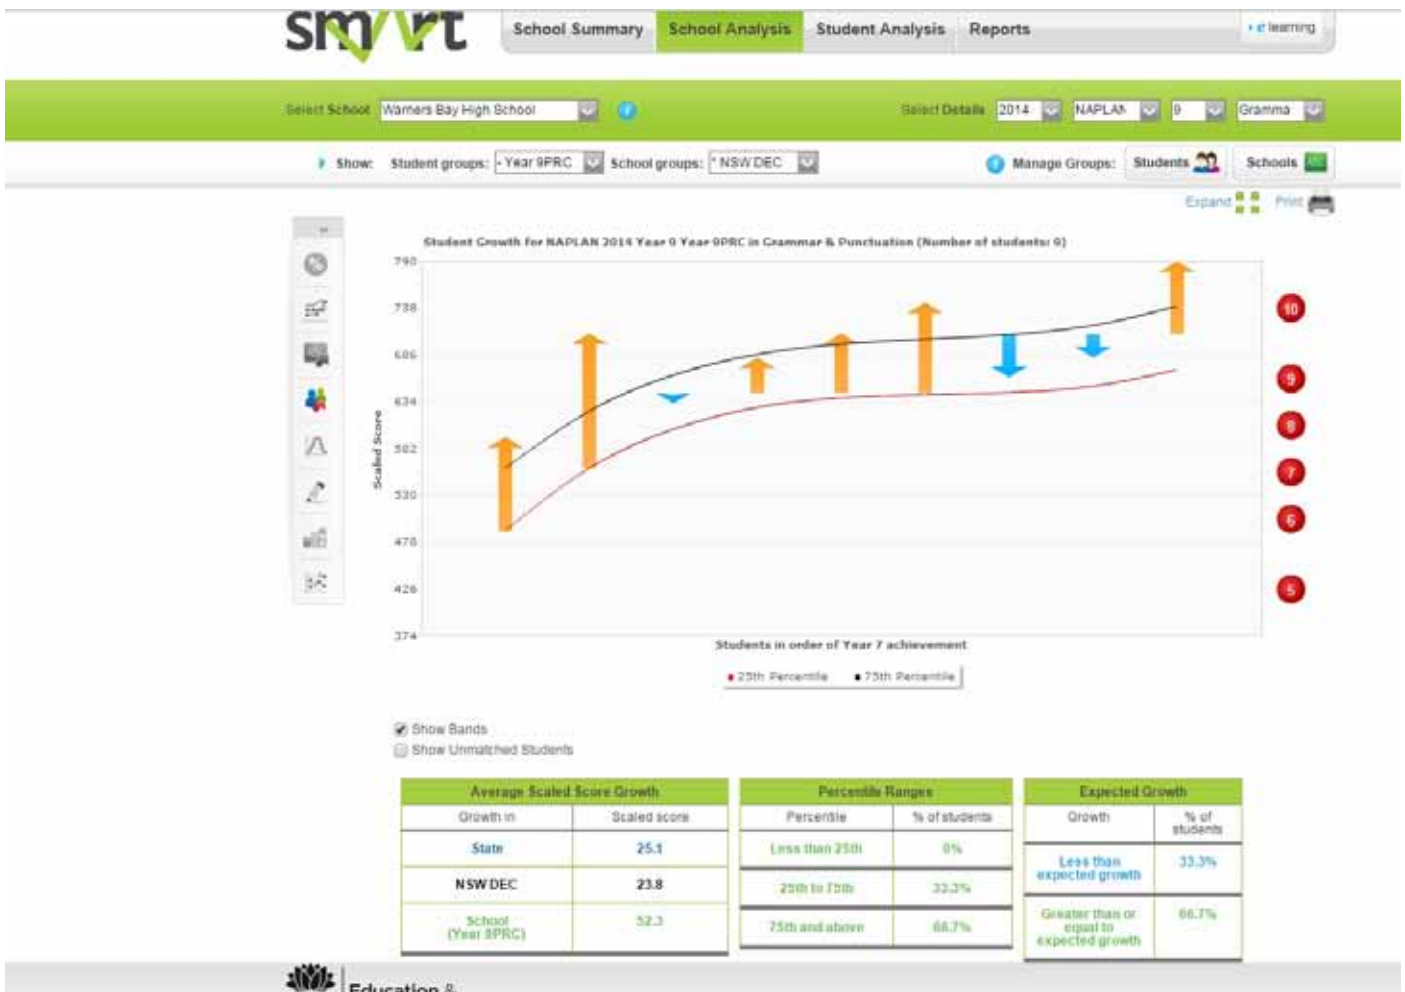 smart
School Summary School Analysis Student Analysis Reports e learning
Select School Warners Bay High School Select Details 2014 NAPLAN 9 Gramma
Show: Student groups: - Year 9PRC School groups: * NSW DEC Manage Groups: Students Schools
Expand Print
Student Growth for NAPLAN 2014 Year 9 Year 9PRC in Grammar & Punctuation (Number of students: 9)
790
738 10
686
9
634
8
582
7
530
6
478
426 5
374
Scaled Score
Students in order of Year 7 achievement
25th Percentile 75th Percentile
Show Bands
Show Unmatched Students
Average Scaled Score Growth
Growth in Scaled score
State 25.1
NSW DEC 23.8
School 52.3
(Year 9PRC)
Percentile Ranges
Percentile % of students
Less than 25th 0%
25th to 75th 33.3%
75th and above 66.7%
Expected Growth
Growth % of
students
Less than 33.3%
expected growth
Greater than or 66.7%
equal to
expected growth
Education &